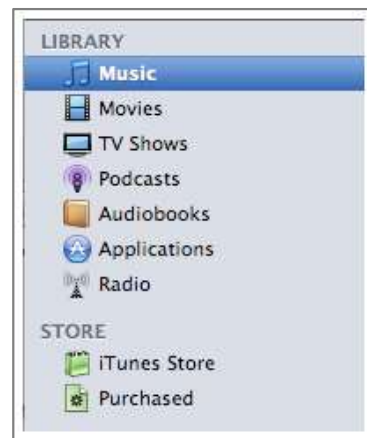 LIBRARY
Music
Movies
TV Shows
Podcasts
Audiobooks
Applications
Radio
STORE
iTunes Store
Purchased